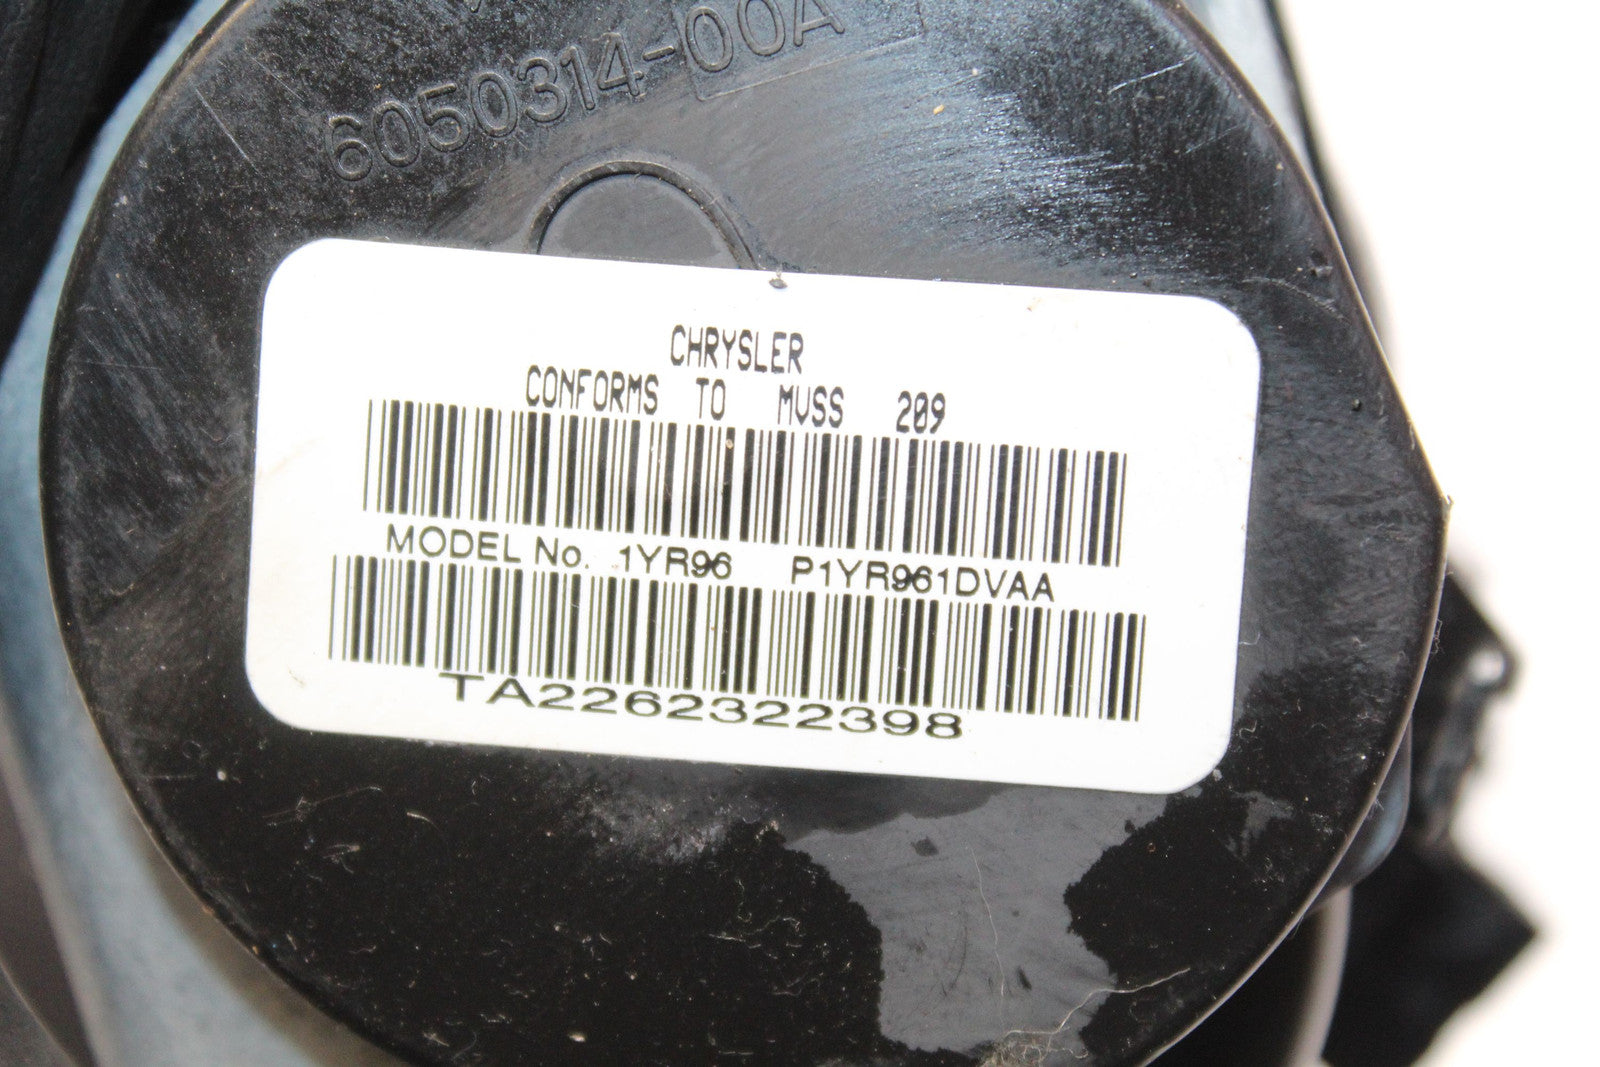 6050314-00A
CHRYSLER
CONFORMS TO MVSS 209
MODEL No. 1YR96 P1YR961DVAA
TA2262322398